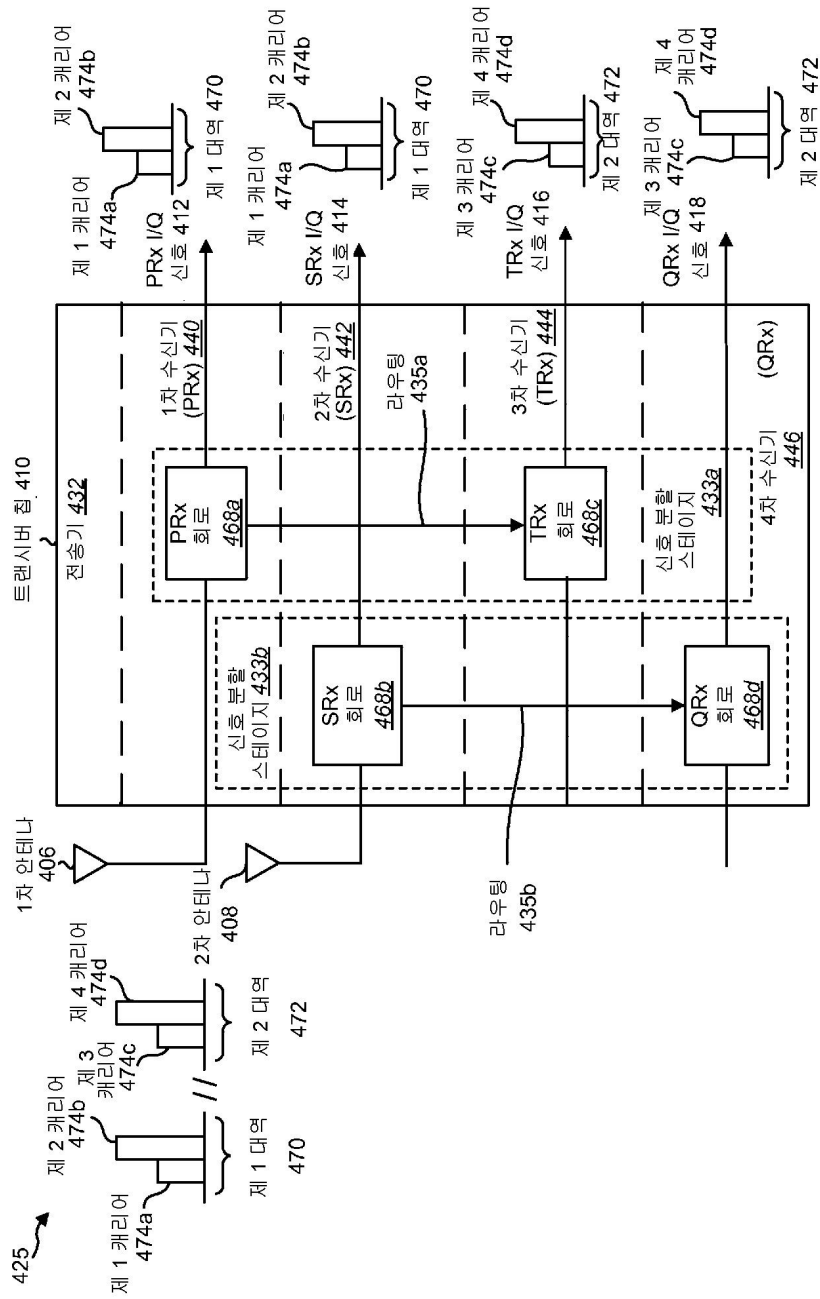 425
제 1 캐리어
474a
제 2 캐리어
474b
제 1 대역
470
제 3
캐리어
474c
제 4 캐리어
474d
제 2 대역
472
1차 안테나
406
2차 안테나
408
트랜시버 칩 410
전송기 432
PRx
회로
468a
1차 수신기
(PRx) 440
PRx I/Q
신호 412
제 1 캐리어
474a
제 2 캐리어
474b
제 1 대역 470
신호 분할
스테이지 433b
SRx
회로
468b
2차 수신기
(SRx) 442
라우팅
435a
SRx I/Q
신호 414
제 1 캐리어
474a
제 2 캐리어
474b
제 1 대역 470
TRx
회로
468c
3차 수신기
(TRx) 444
TRx I/Q
신호 416
제 3 캐리어
474c
제 4 캐리어
474d
제 2 대역 472
라우팅
435b
QRx
회로
468d
신호 분할
스테이지
433a
4차 수신기
446
(QRx)
QRx I/Q
신호 418
제 3 캐리어
474c
제 4
캐리어
474d
제 2 대역 472